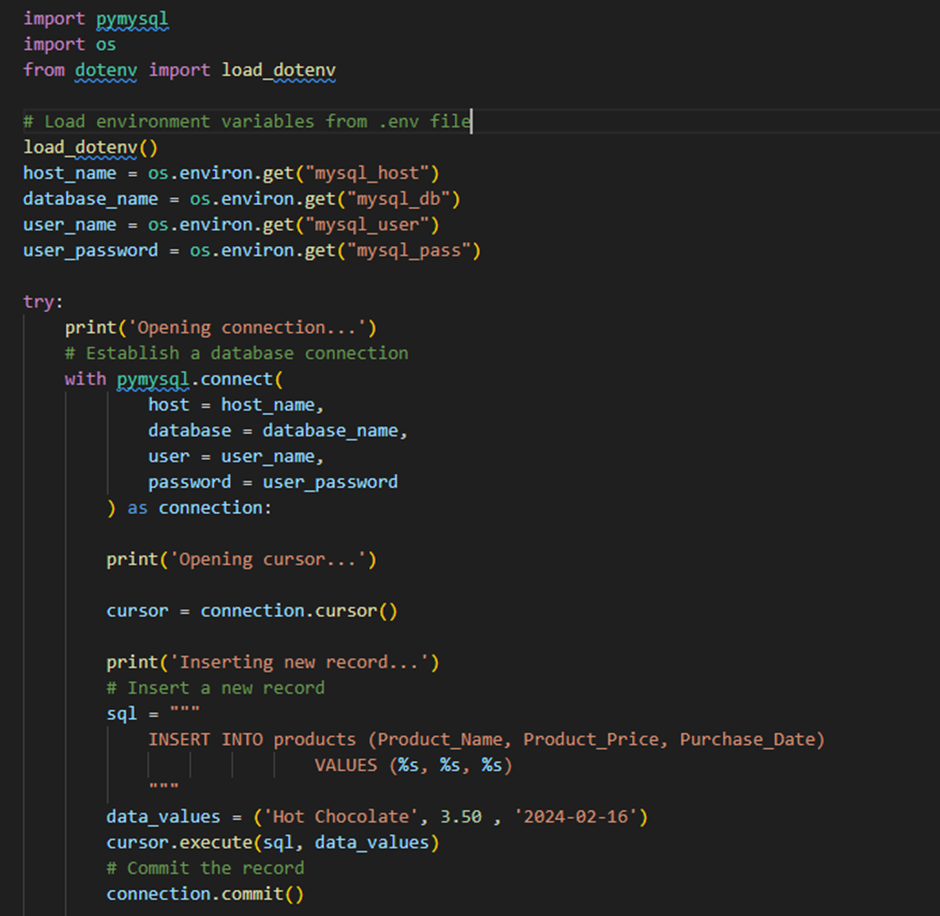 import pymysql
import os
from dotenv import load_dotenv
# Load environment variables from .env file
load_dotenv()
host_name = os.environ.get("mysql_host")
database_name = os.environ.get("mysql_db")
user_name = os.environ.get("mysql_user")
user_password = os.environ.get("mysql_pass")
try:
    print('Opening connection...')
    # Establish a database connection
    with pymysql.connect(
            host = host_name,
            database = database_name,
            user = user_name,
            password = user_password
        ) as connection:
        print('Opening cursor...')
        cursor = connection.cursor()
        print('Inserting new record...')
        # Insert a new record
        sql = """
            INSERT INTO products (Product_Name, Product_Price, Purchase_Date)
                            VALUES (%s, %s, %s)
            """
        data_values = ('Hot Chocolate', 3.50 , '2024-02-16')
        cursor.execute(sql, data_values)
        # Commit the record
        connection.commit()